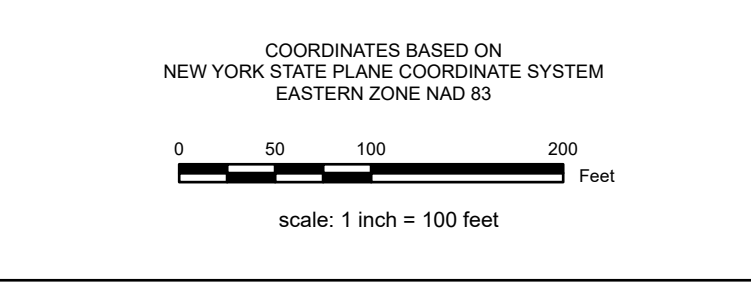 COORDINATES BASED ON
NEW YORK STATE PLANE COORDINATE SYSTEM
EASTERN ZONE NAD 83
0 50 100 200
Feet
scale: 1 inch = 100 feet